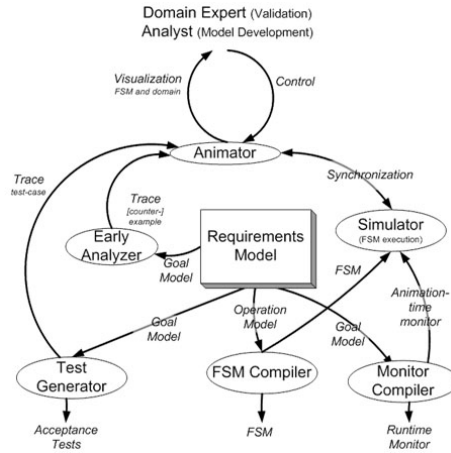 Domain Expert (Validation)
Analyst (Model Development)
Visualization
FSM and domain
Control
Animator
Trace
test-case
Synchronization
Trace
[counter-]
example
Early
Analyzer
Requirements
Model
Simulator
(FSM execution)
Goal
Model
FSM
Animation-
time
monitor
Goal
Model
Operation
Model
Goal
Model
Test
Generator
FSM Compiler
Monitor
Compiler
Acceptance
Tests
FSM
Runtime
Monitor